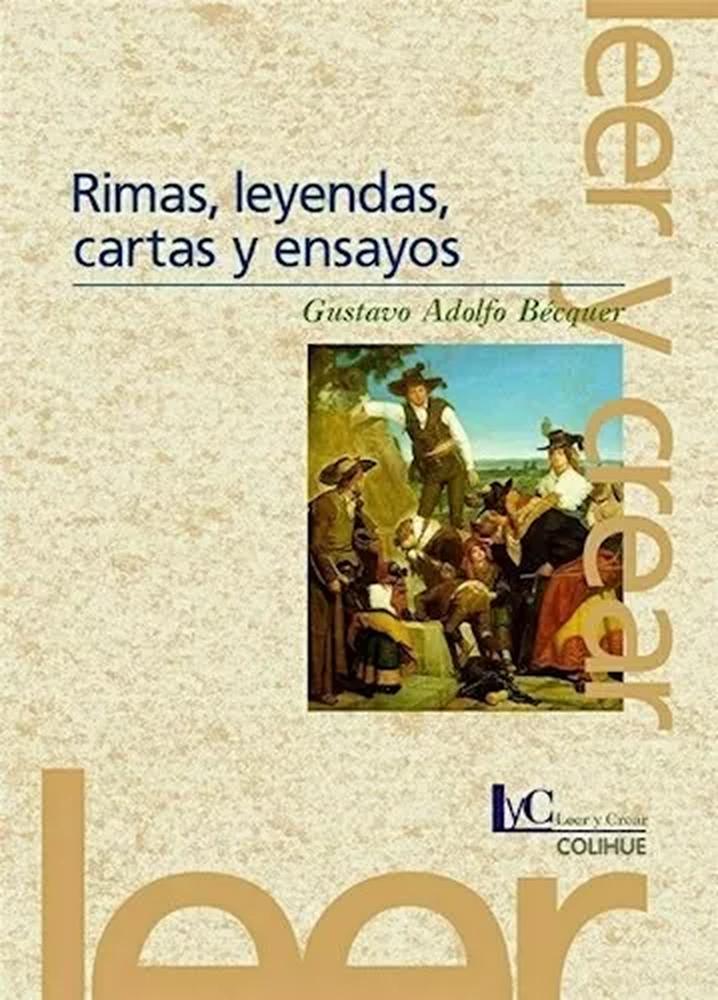 leer y crear
Rimas, leyendas,
cartas y ensayos
Gustavo Adolfo Bécquer
LyC Leer y Crear
COLIHUE
leer